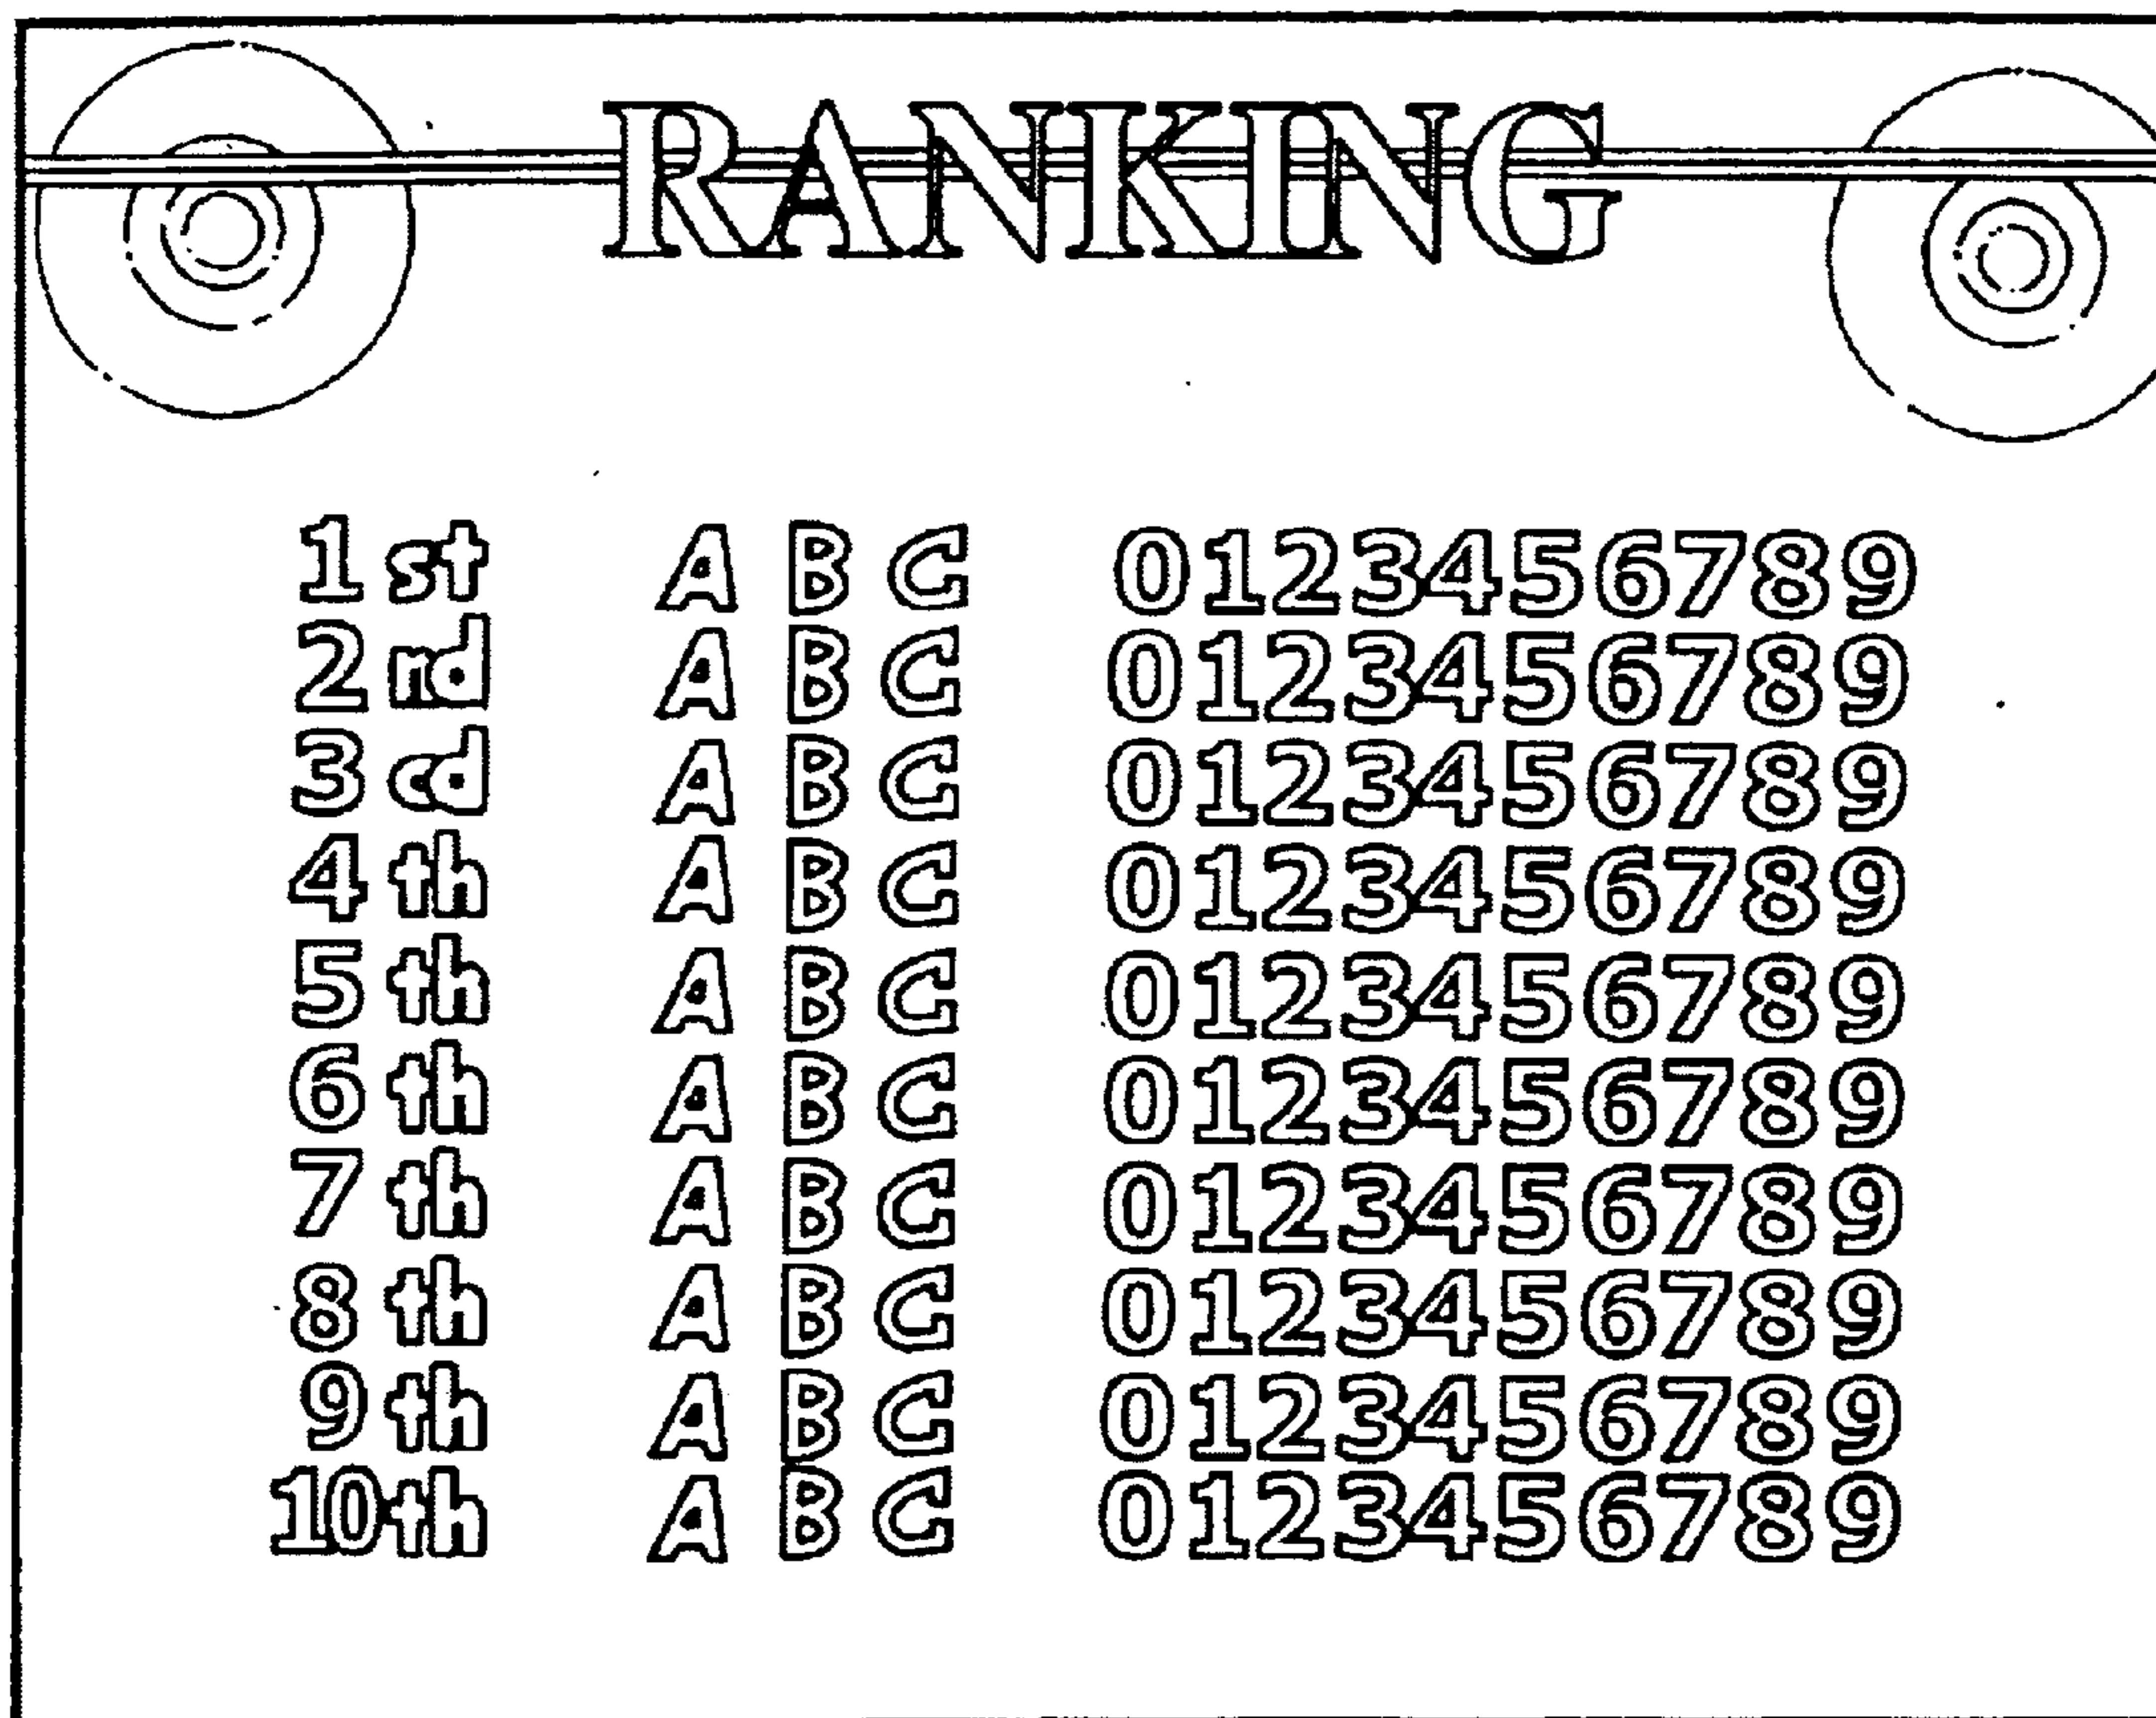 RANKING
1st A B C 0123456789
2nd A B C 0123456789
3cd A B C 0123456789
4th A B C 0123456789
5th A B C 0123456789
6th A B C 0123456789
7th A B C 0123456789
8th A B C 0123456789
9th A B C 0123456789
10th A B C 0123456789